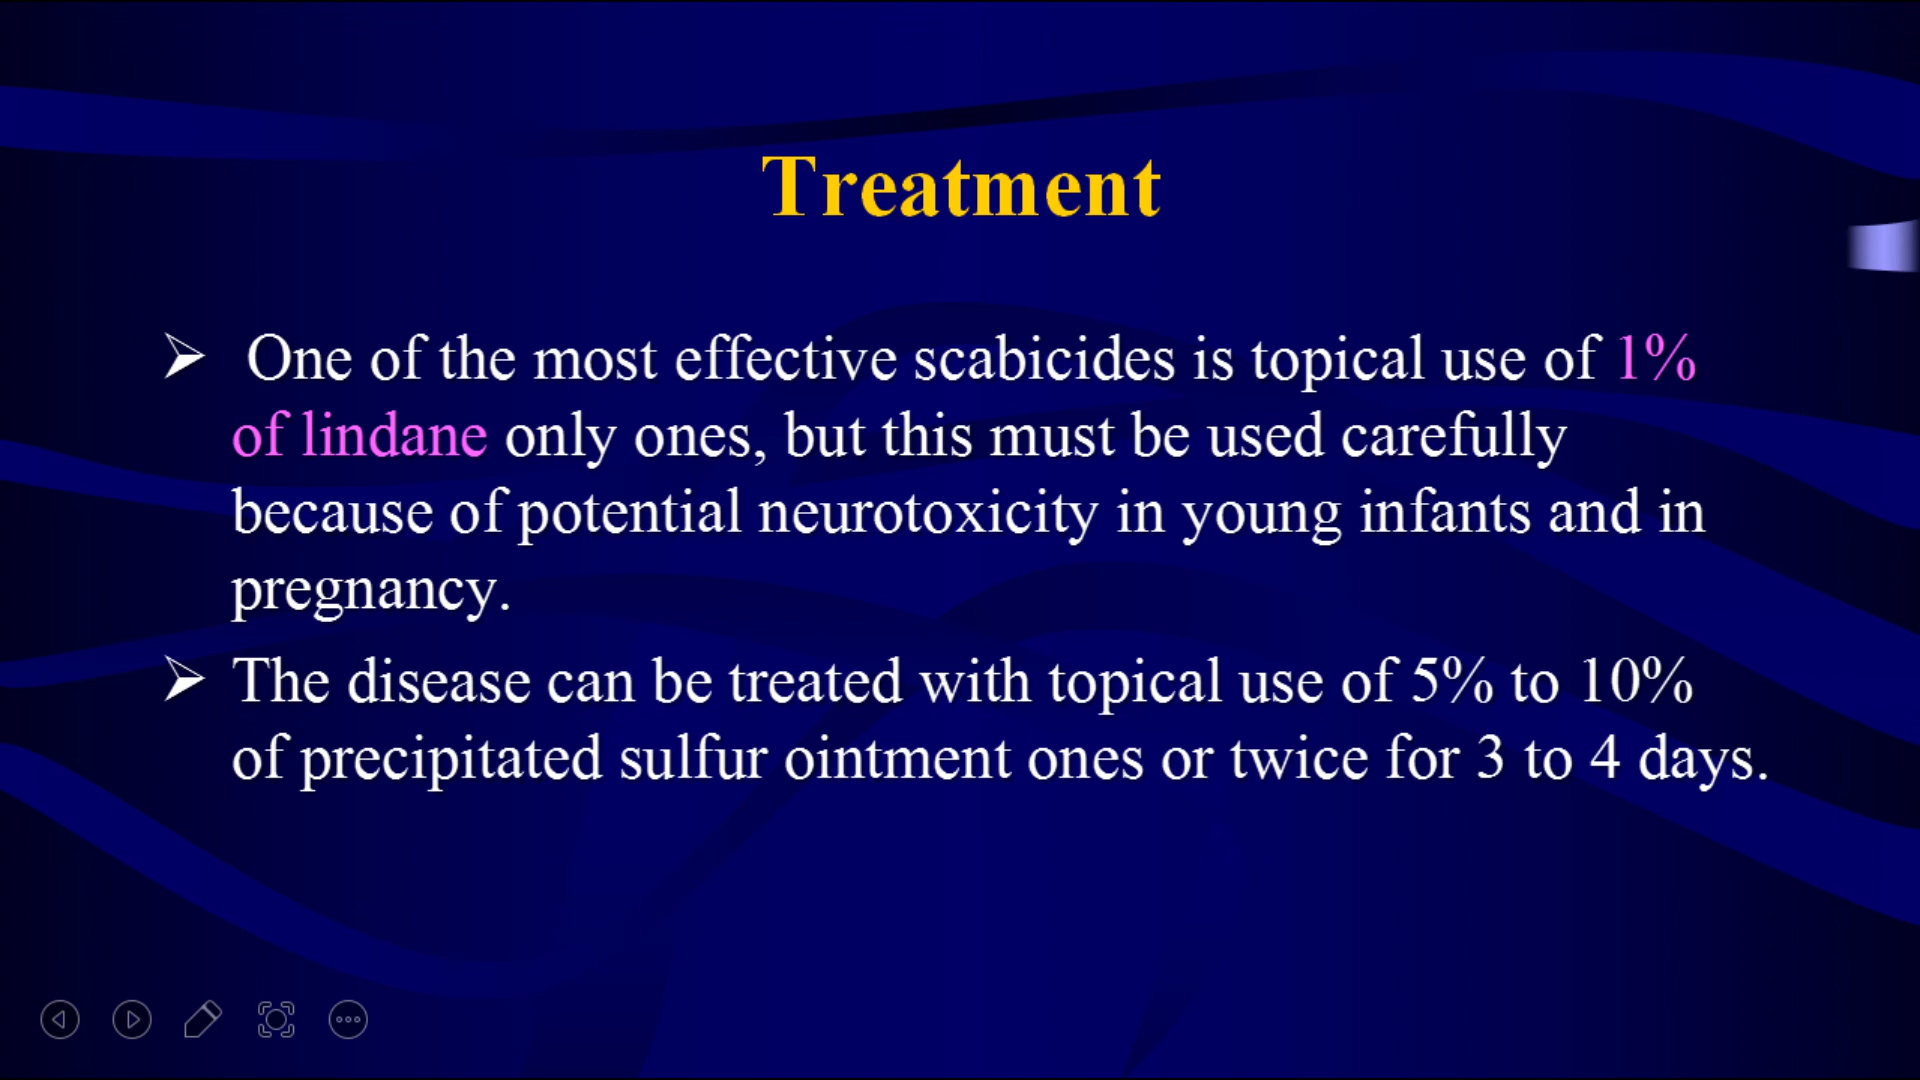 Treatment
One of the most effective scabicides is topical use of 1%
of lindane only ones, but this must be used carefully
because of potential neurotoxicity in young infants and in
pregnancy.
The disease can be treated with topical use of 5% to 10%
of precipitated sulfur ointment ones or twice for 3 to 4 days.